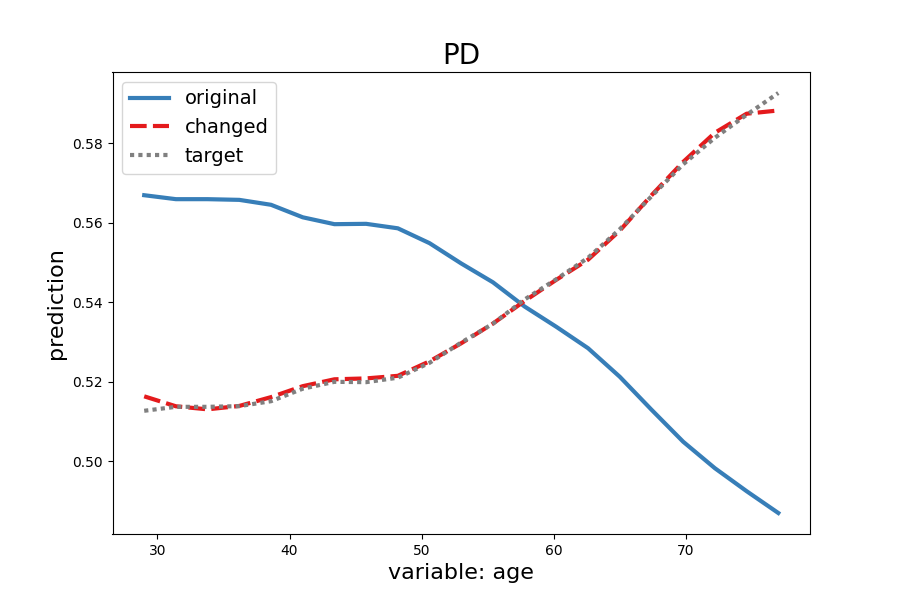 PD
original
changed
target
0.58
0.56
0.54
0.52
0.50
prediction
30 40 50 60 70
variable: age